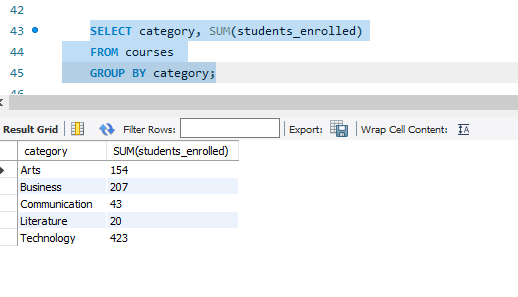 42
43 SELECT category, SUM(students_enrolled)
44 FROM courses
45 GROUP BY category;
46
Result Grid Filter Rows: Export: Wrap Cell Content: IA
category SUM(students_enrolled)
Arts 154
Business 207
Communication 43
Literature 20
Technology 423